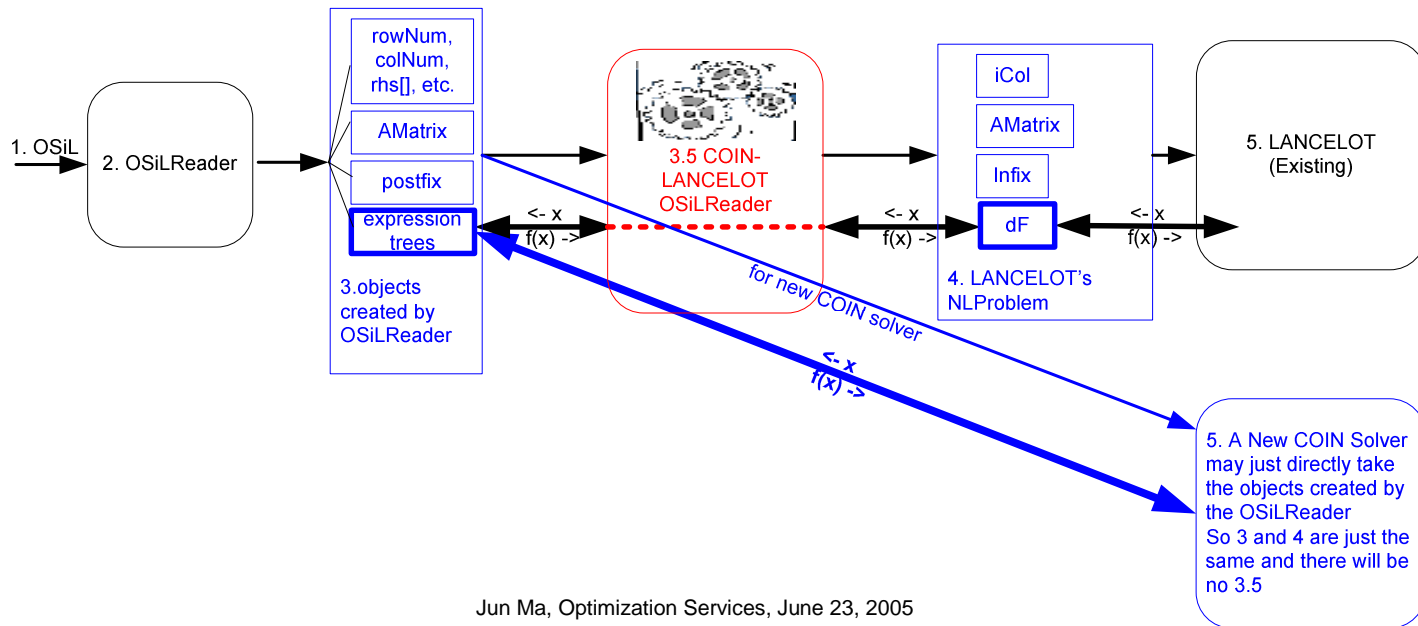 1. OSiL
2. OSiLReader
rowNum,
colNum,
rhs[], etc.
AMatrix
postfix
expression
trees
3.objects
created by
OSiLReader
<- x
f(x) ->
3.5 COIN-
LANCELOT
OSiLReader
<- x
f(x) ->
iCol
AMatrix
Infix
dF
4. LANCELOT's
NLProblem
<- x
f(x) ->
5. LANCELOT
(Existing)
for new COIN solver
<- x
f(x) ->
5. A New COIN Solver
may just directly take
the objects created by
the OSiLReader
So 3 and 4 are just the
same and there will be
no 3.5
Jun Ma, Optimization Services, June 23, 2005